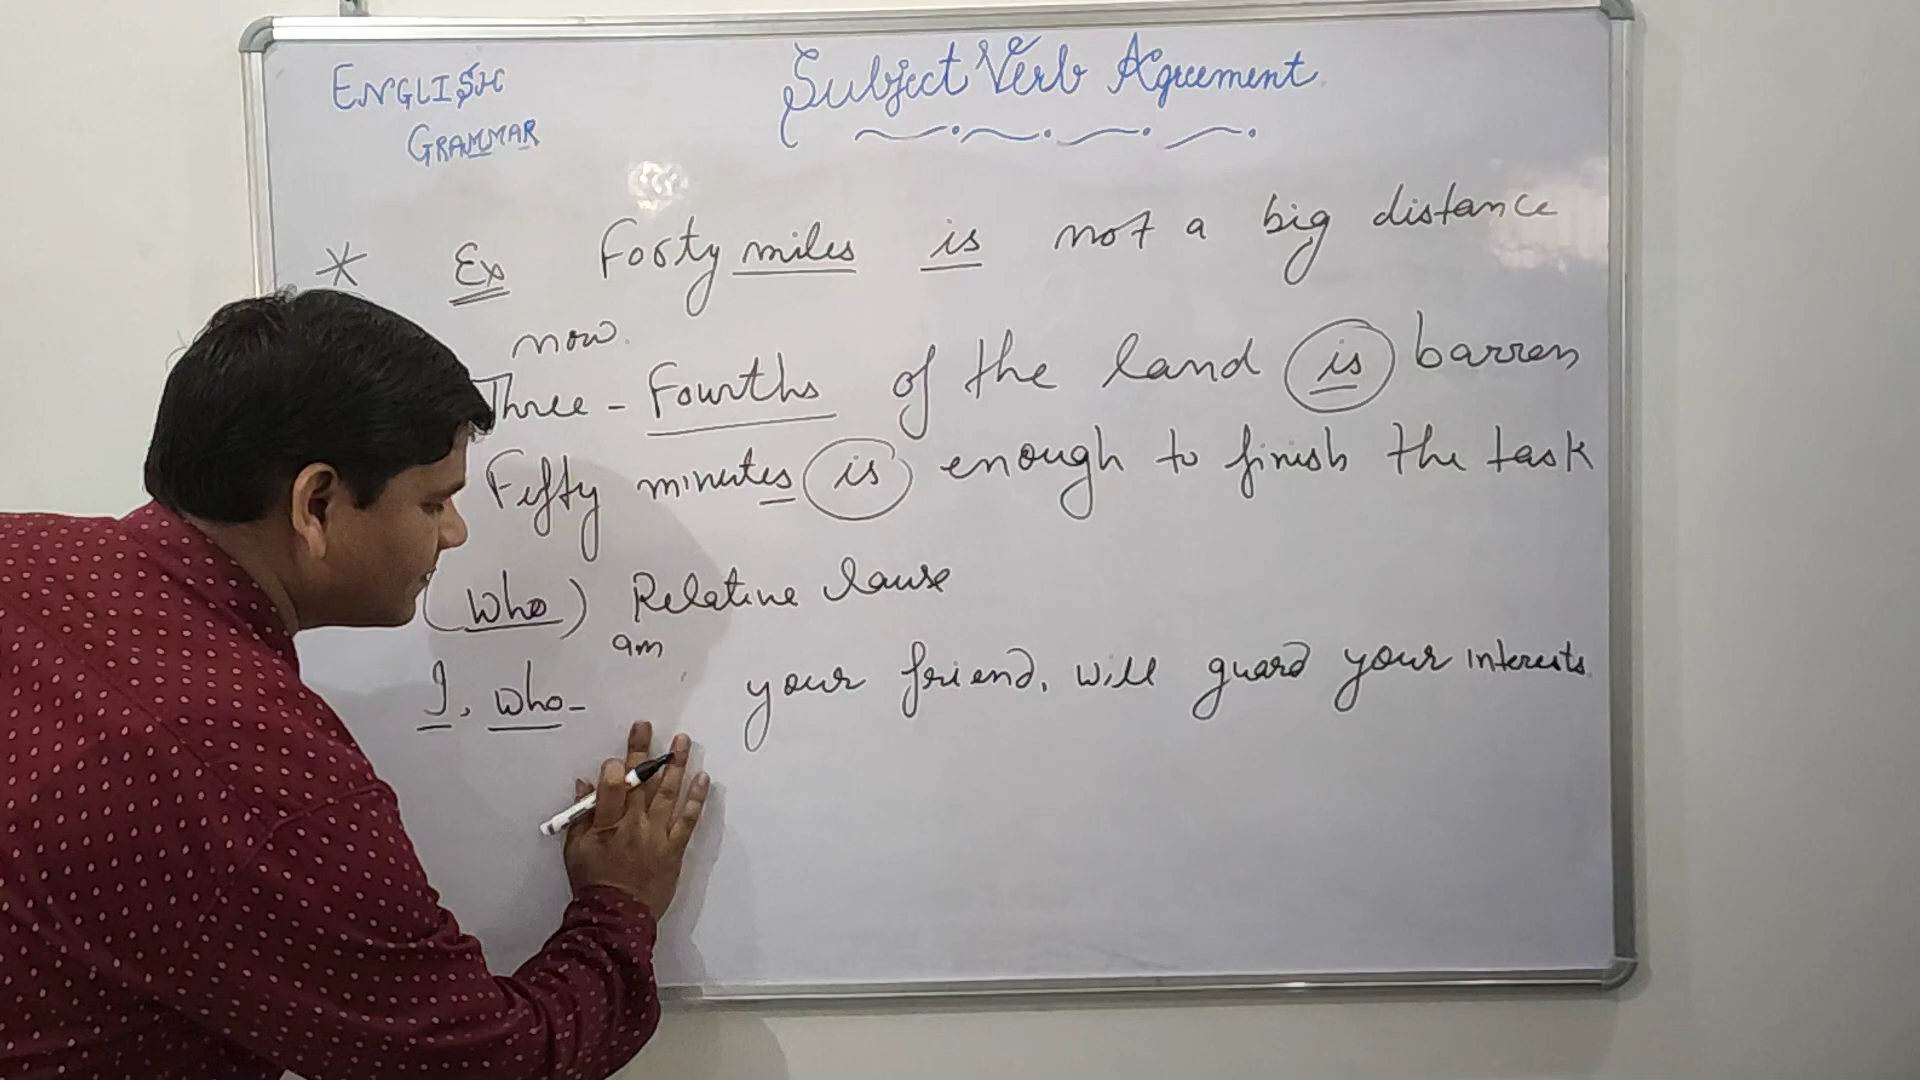 ENGLISH
GRAMMAR
Subject Verb Agreement
* Ex Forty miles is not a big distance
now.
Three - Fourths of the land is barren
Fifty minutes is enough to finish the task
(Who) Relative lause
am
I, who- your friend, will guard your interests.